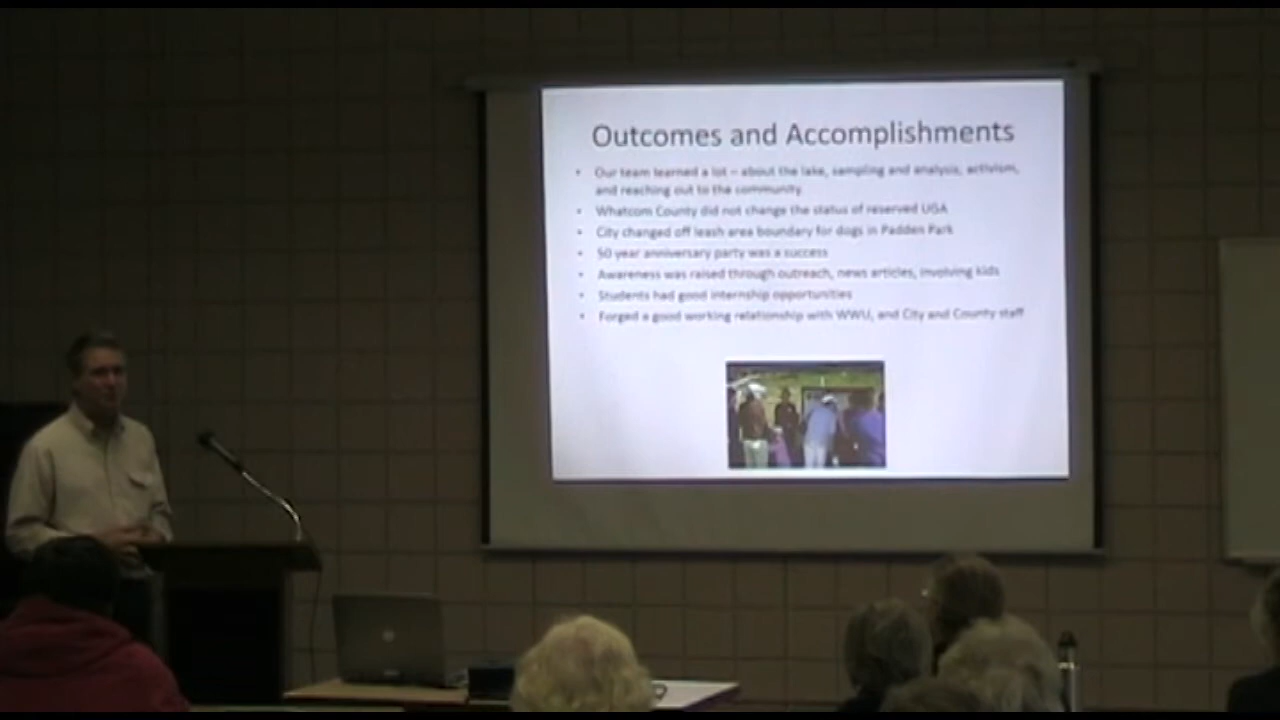 Outcomes and Accomplishments
• Our team learned a lot – about the lake, sampling and analysis, activism,
and reaching out to the community
• Whatcom County did not change the status of reserved UGA
• City changed off leash area boundary for dogs in Padden Park
• 50 year anniversary party was a success
• Awareness was raised through outreach, news articles, involving kids
• Students had good internship opportunities
• Forged a good working relationship with WWU, and City and County staff